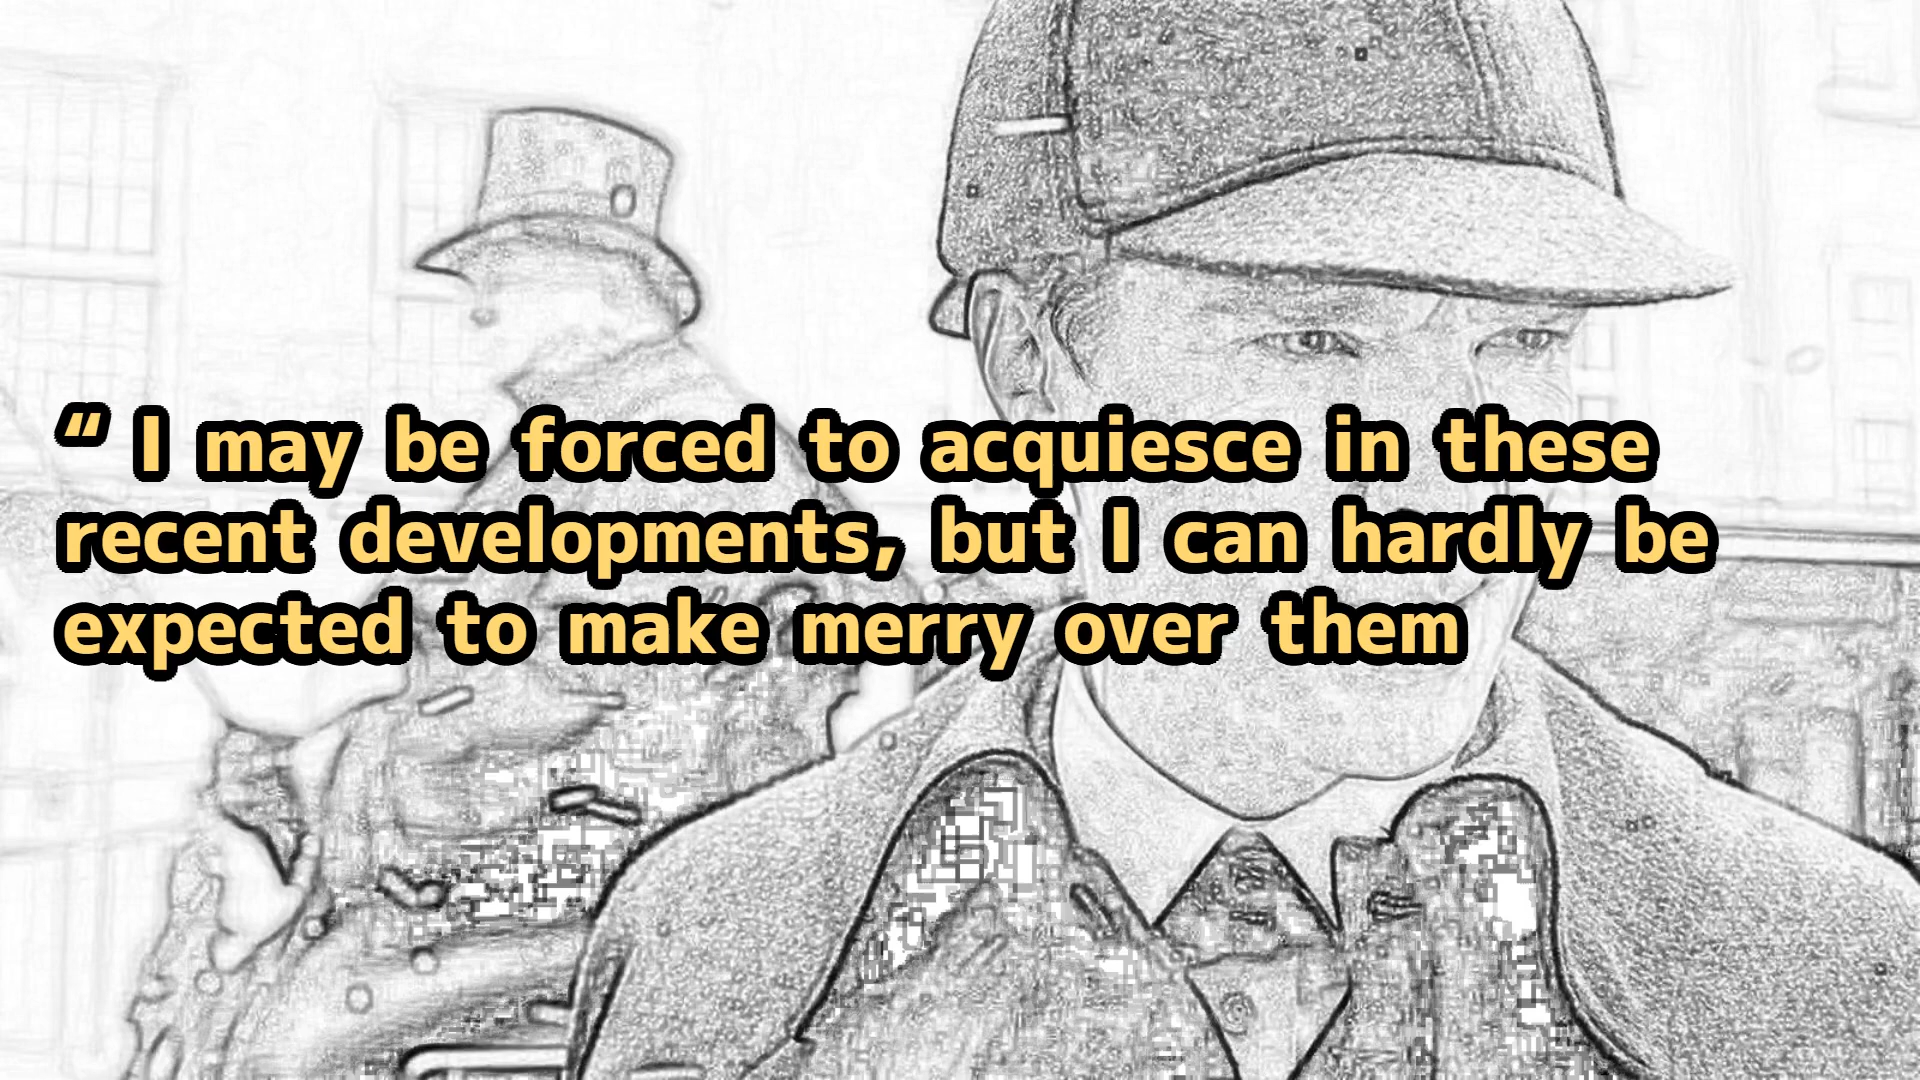 “ I may be forced to acquiesce in these
recent developments, but I can hardly be
expected to make merry over them